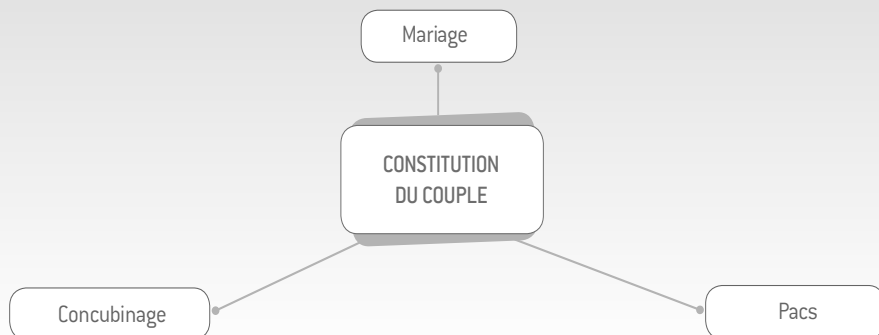 Mariage
CONSTITUTION
DU COUPLE
Concubinage
Pacs